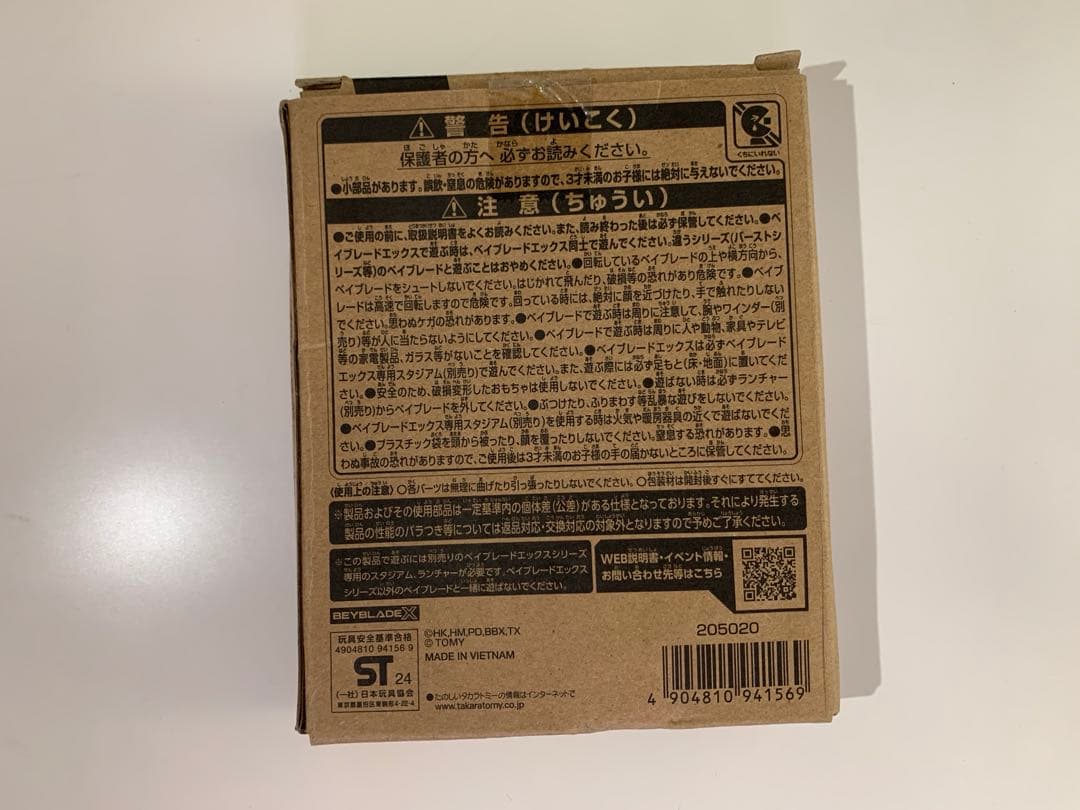 警告(けいこく)
くちにいれない
保護者の方へ 必ずお読みください。
●小部品があります。誤飲・窒息の危険がありますので、3才未満のお子様には絶対に与えないでください。
注意(ちゅうい)
●ご使用の前に、取扱説明書をよくお読みください。また、読み終わった後は必ず保管してください。●ベ
イブレードエックスで遊ぶ時は、ベイブレードエックス同士で遊んでください。違うシリーズ(バーストシ
リーズ等)のベイブレードと遊ぶことはおやめください。●回転しているベイブレードの上や横方向から、
ベイブレードをシュートしないでください。はじかれて飛んだり、破損等の恐れがあり危険です。●ベイブ
レードは高速で回転しますので危険です。回っている時には、絶対に顔を近づけたり、手で触れたりしない
でください。思わぬケガの恐れがあります。●ベイブレードで遊ぶ時は周りに注意して、腕やワインダー(別
売り)等が人に当たらないようにしてください。●ベイブレードで遊ぶ時は周りに人や動物、家具やテレビ
等の家電製品、ガラス等がないことを確認してください。●ベイブレードエックスは必ずベイブレード
エックス専用スタジアム(別売り)で遊んでください。また、遊ぶ際には必ず足もと(床・地面)に置いてくだ
さい。●安全のため、破損変形したおもちゃは使用しないでください。●遊ばない時は必ずランチャー
(別売り)からベイブレードを外してください。●ぶつけたり、ふりまわす等乱暴な遊びをしないでください。
●ベイブレードエックス専用スタジアム(別売り)を使用する時は火気や暖房器具の近くで遊ばないでくだ
さい。●プラスチック袋を頭から被ったり、顔を覆ったりしないでください。窒息する恐れがあります。●思
わぬ事故の恐れがありますので、ご使用後は3才未満のお子様の手の届かないところに保管してください。
〈使用上の注意〉○各パーツは無理に曲げたり引っ張ったりしないでください。○包装材は開封後すぐにすててください。
※製品およびその使用部品は一定基準内の個体差(公差)がある仕様となっております。それにより発生する
製品の性能のバラつき等については返品対応・交換対応の対象外となりますので予めご了承ください。
※この製品で遊ぶには別売りのベイブレードエックスシリーズ
専用のスタジアム、ランチャーが必要です。ベイブレードエックス
シリーズ以外のベイブレードと一緒に遊ばないでください。
WEB説明書・イベント情報・
お問い合わせ先等はこちら
BEYBLADE X
玩具安全基準合格
4904810 94156 9
ST 24
(一社)日本玩具協会
東京都墨田区東駒形4-22-4
©HK,HM,PD,BBX,TX
© TOMY
MADE IN VIETNAM
●たのしいタカラトミーの情報はインターネットで
www.takaratomy.co.jp
205020
4 904810 941569